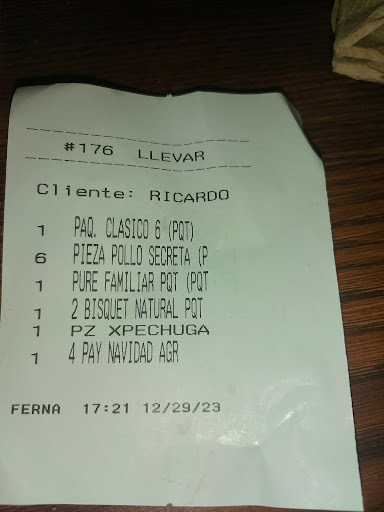 #176 LLEVAR
Cliente: RICARDO
1 PAQ. CLASICO 6 (PQT)
6 PIEZA POLLO SECRETA (P
1 PURE FAMILIAR PQT (PQT
1 2 BISQUET NATURAL PQT
1 PZ XPECHUGA
1 4 PAY NAVIDAD AGR
FERNA 17:21 12/29/23